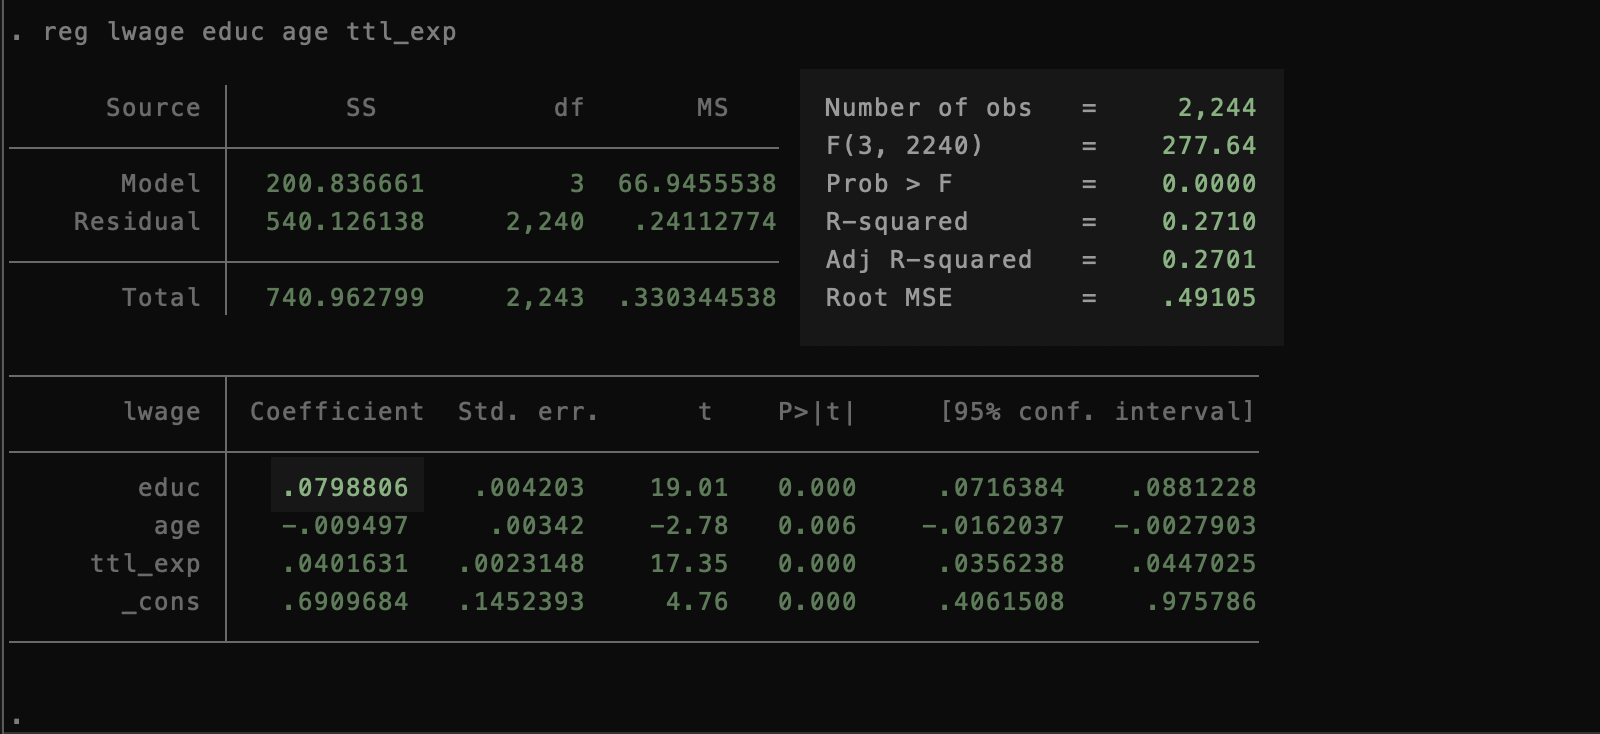 . reg lwage educ age ttl_exp
Source SS df MS Number of obs = 2,244
F(3, 2240) = 277.64
Model 200.836661 3 66.9455538 Prob > F = 0.0000
Residual 540.126138 2,240 .24112774 R-squared = 0.2710
Adj R-squared = 0.2701
Total 740.962799 2,243 .330344538 Root MSE = .49105
lwage Coefficient Std. err. t P>|t| [95% conf. interval]
educ .0798806 .004203 19.01 0.000 .0716384 .0881228
age -.009497 .00342 -2.78 0.006 -.0162037 -.0027903
ttl_exp .0401631 .0023148 17.35 0.000 .0356238 .0447025
_cons .6909684 .1452393 4.76 0.000 .4061508 .975786
.